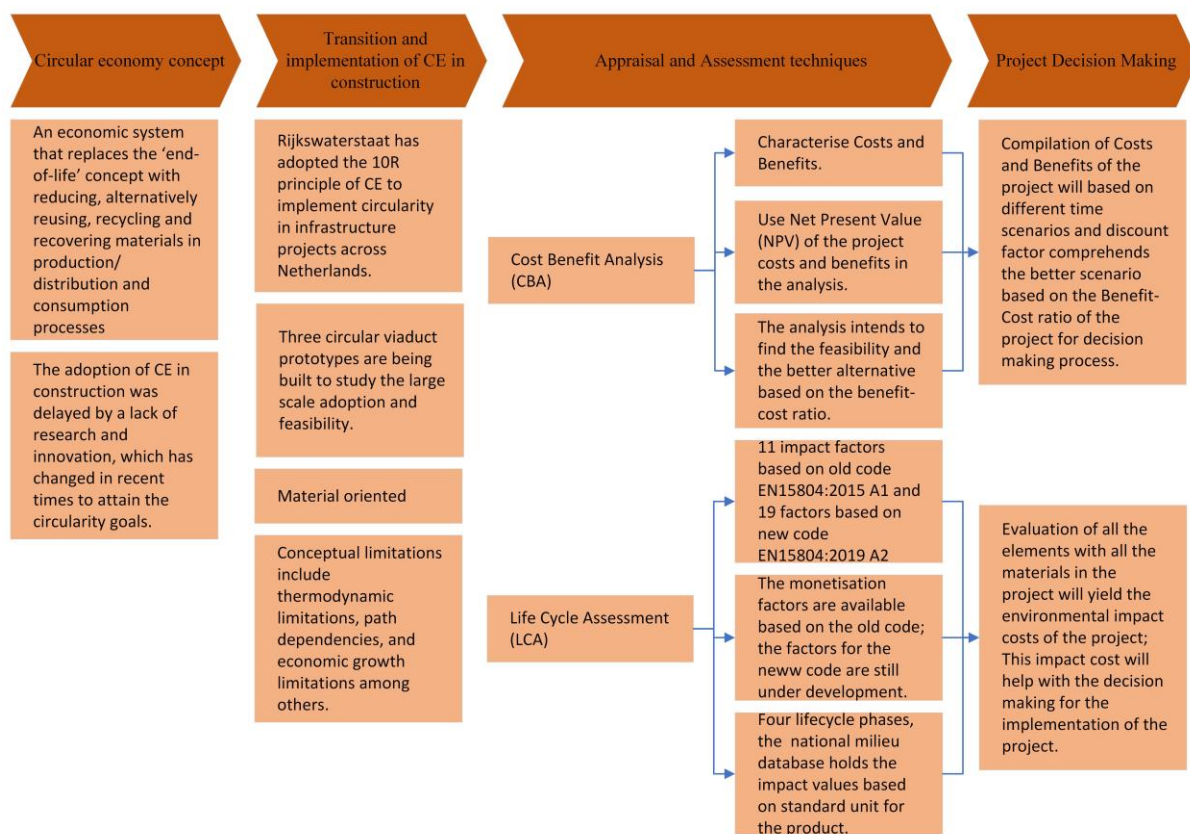 Circular economy concept
Transition and
implementation of CE in
construction
Appraisal and Assessment techniques
Project Decision Making
An economic system
that replaces the ‘end-
of-life’ concept with
reducing, alternatively
reusing, recycling and
recovering materials in
production/
distribution and
consumption
processes
The adoption of CE in
construction was
delayed by a lack of
research and
innovation, which has
changed in recent
times to attain the
circularity goals.
Rijkswaterstaat has
adopted the 10R
principle of CE to
implement circularity
in infrastructure
projects across
Netherlands.
Three circular viaduct
prototypes are being
built to study the large
scale adoption and
feasibility.
Material oriented
Conceptual limitations
include
thermodynamic
limitations, path
dependencies, and
economic growth
limitations among
others.
Cost Benefit Analysis
(CBA)
Characterise Costs and
Benefits.
Use Net Present Value
(NPV) of the project
costs and benefits in
the analysis.
The analysis intends to
find the feasibility and
the better alternative
based on the benefit-
cost ratio.
Compilation of Costs
and Benefits of the
project will based on
different time
scenarios and discount
factor comprehends
the better scenario
based on the Benefit-
Cost ratio of the
project for decision
making process.
Life Cycle Assessment
(LCA)
11 impact factors
based on old code
EN15804:2015 A1 and
19 factors based on
new code
EN15804:2019 A2
The monetisation
factors are available
based on the old code;
the factors for the
neww code are still
under development.
Four lifecycle phases,
the national milieu
database holds the
impact values based
on standard unit for
the product.
Evaluation of all the
elements with all the
materials in the
project will yield the
environmental impact
costs of the project;
This impact cost will
help with the decision
making for the
implementation of the
project.